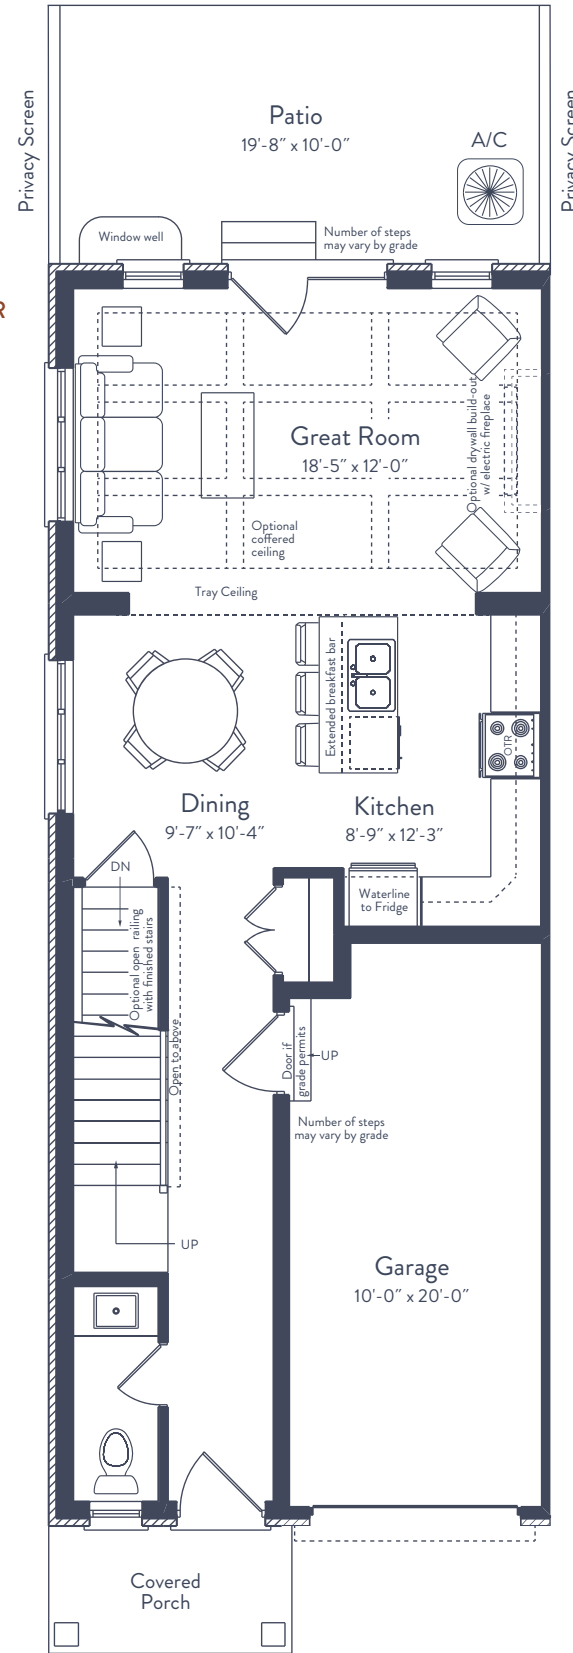 Patio
19'-8" x 10'-0"
A/C
Privacy Screen
Privacy Screen
Window well
Number of steps
may vary by grade
R
Great Room
18'-5" x 12'-0"
Optional drywall build-out
w/ electric fireplace
Optional
coffered
ceiling
Tray Ceiling
Extended breakfast bar
OTR
Dining
9'-7" x 10'-4"
Kitchen
8'-9" x 12'-3"
DN
Waterline
to Fridge
Optional open railing
with finished stairs
Open to above
Door if
grade permits
UP
Number of steps
may vary by grade
UP
Garage
10'-0" x 20'-0"
Covered
Porch